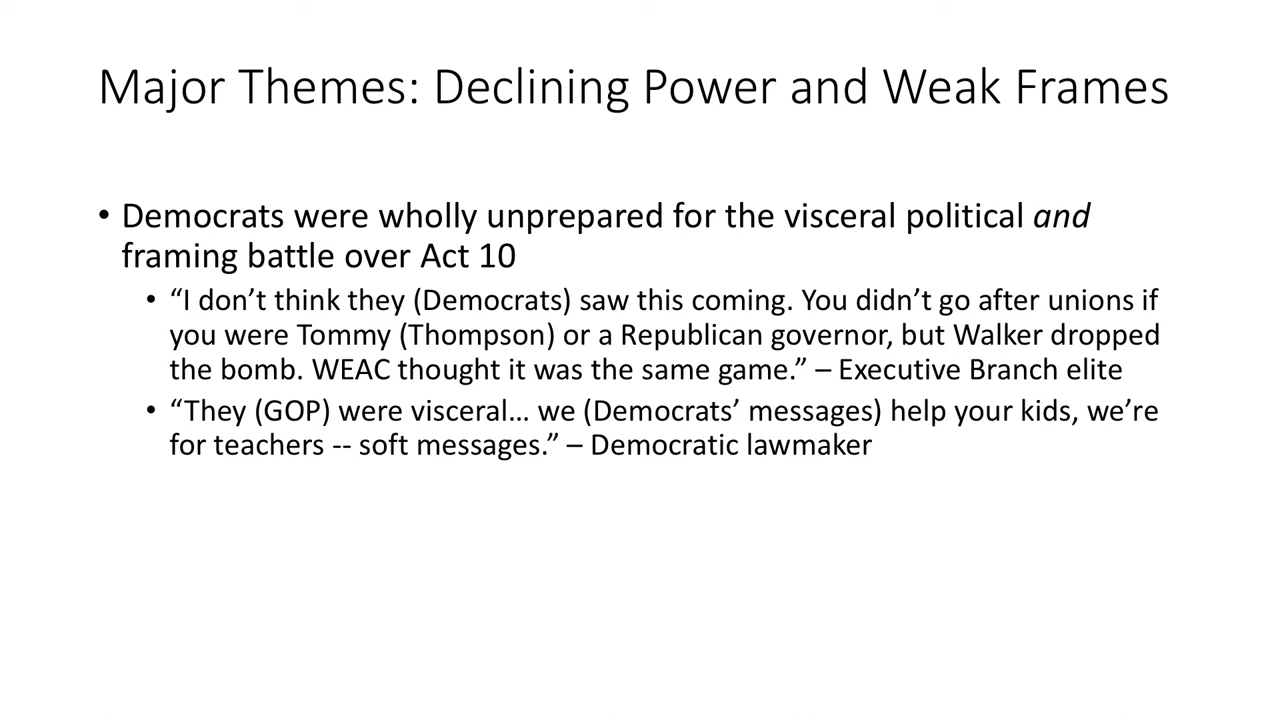 Major Themes: Declining Power and Weak Frames
• Democrats were wholly unprepared for the visceral political and
framing battle over Act 10
• “I don’t think they (Democrats) saw this coming. You didn’t go after unions if
you were Tommy (Thompson) or a Republican governor, but Walker dropped
the bomb. WEAC thought it was the same game.” – Executive Branch elite
• “They (GOP) were visceral… we (Democrats’ messages) help your kids, we’re
for teachers -- soft messages.” – Democratic lawmaker